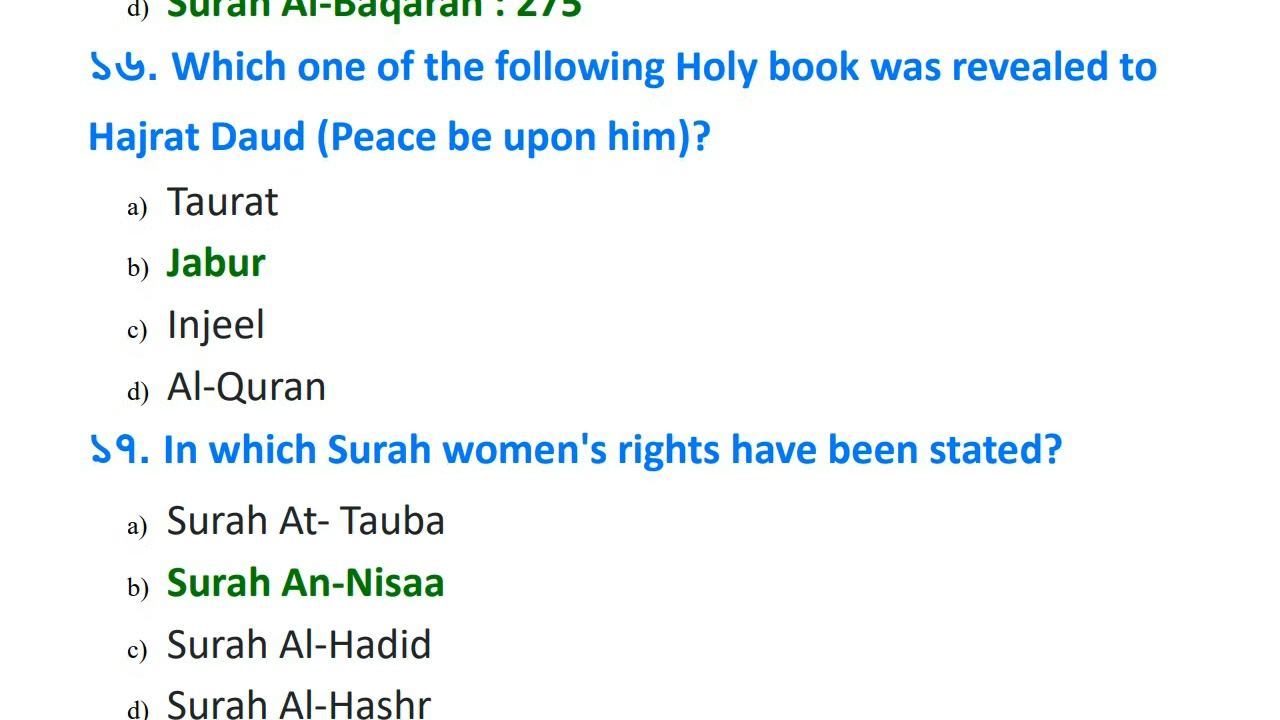 d) Surah Al-Baqarah : 275
১৬. Which one of the following Holy book was revealed to
Hajrat Daud (Peace be upon him)?
a) Taurat
b) Jabur
c) Injeel
d) Al-Quran
১৭. In which Surah women's rights have been stated?
a) Surah At- Tauba
b) Surah An-Nisaa
c) Surah Al-Hadid
d) Surah Al-Hashr